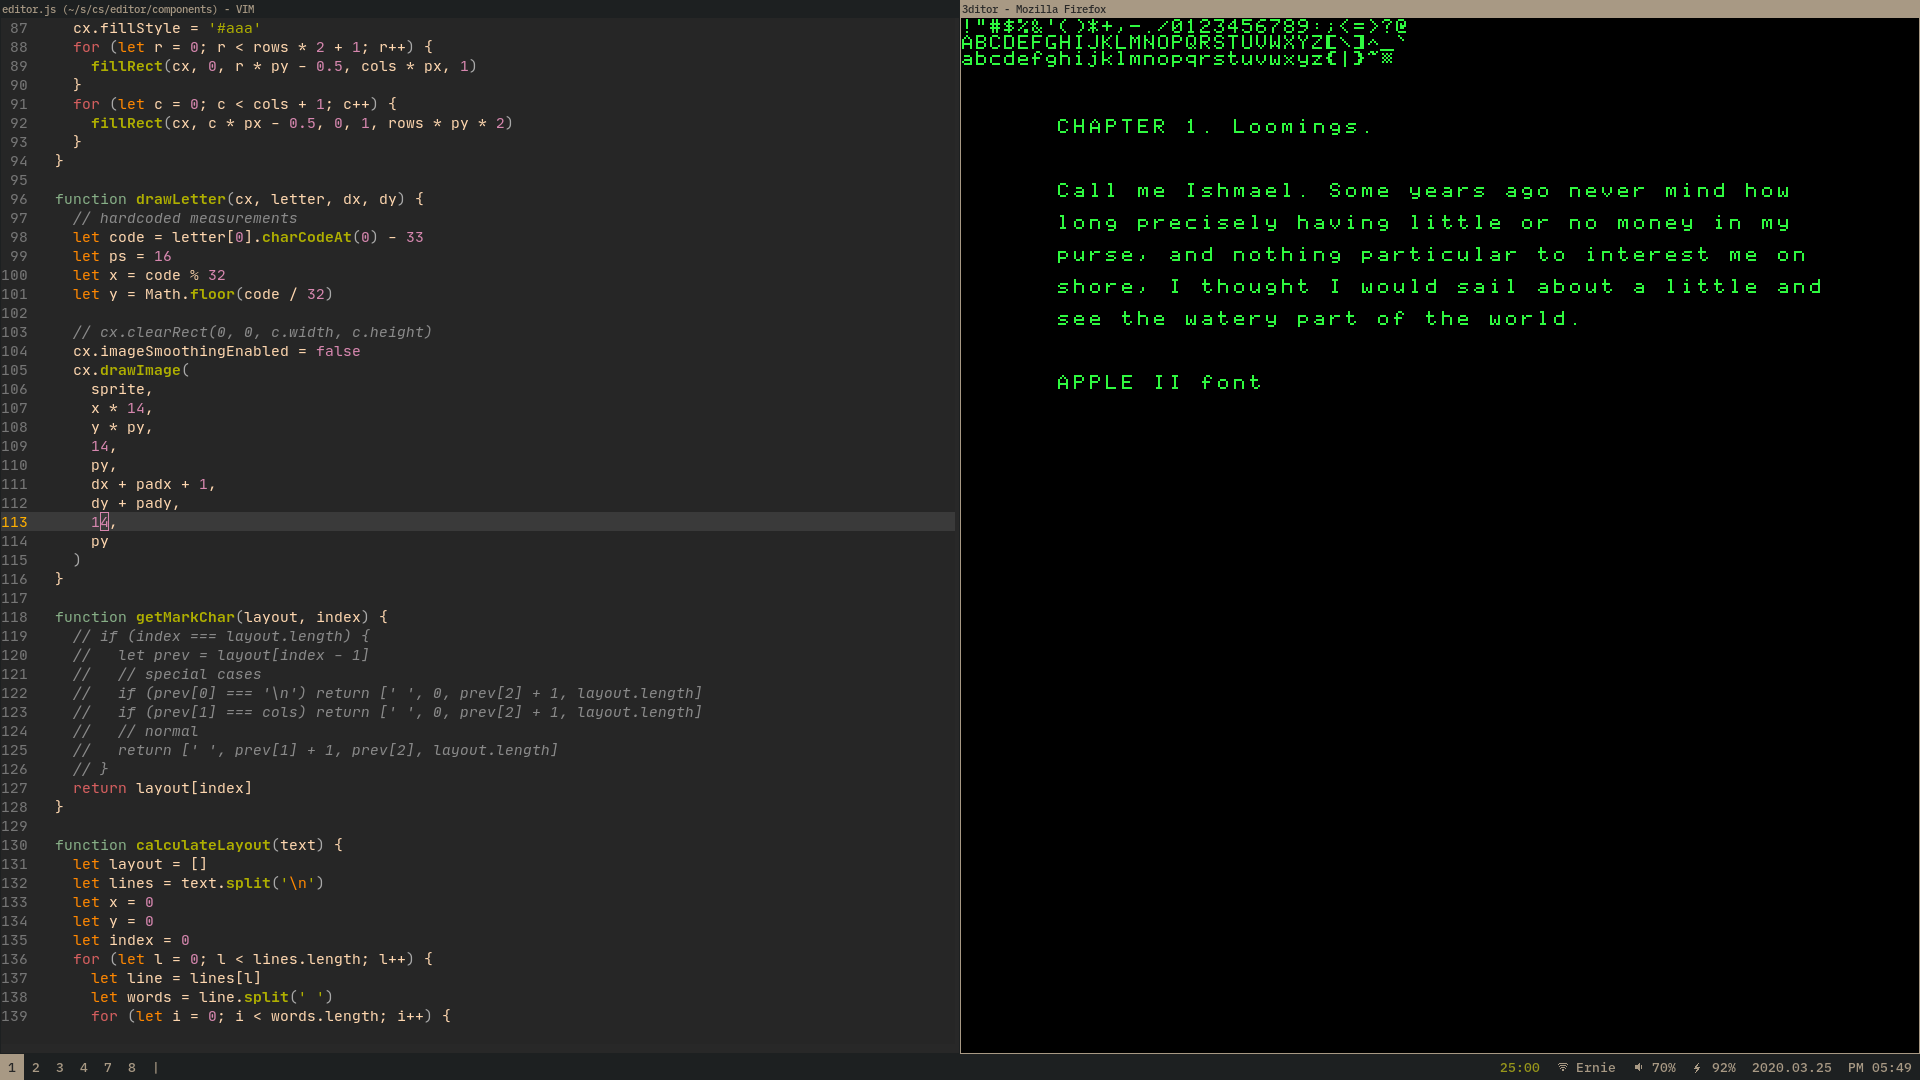 editor.js (~/s/cs/editor/components) - VIM
87 cx.fillStyle = '#aaa'
88 for (let r = 0; r < rows * 2 + 1; r++) {
89 fillRect(cx, 0, r * py - 0.5, cols * px, 1)
90 }
91 for (let c = 0; c < cols + 1; c++) {
92 fillRect(cx, c * px - 0.5, 0, 1, rows * py * 2)
93 }
94 }
95
96 function drawLetter(cx, letter, dx, dy) {
97 // hardcoded measurements
98 let code = letter[0].charCodeAt(0) - 33
99 let ps = 16
100 let x = code % 32
101 let y = Math.floor(code / 32)
102
103 // cx.clearRect(0, 0, c.width, c.height)
104 cx.imageSmoothingEnabled = false
105 cx.drawImage(
106 sprite,
107 x * 14,
108 y * py,
109 14,
110 py,
111 dx + padx + 1,
112 dy + pady,
113 14,
114 py
115 )
116 }
117
118 function getMarkChar(layout, index) {
119 // if (index === layout.length) {
120 //   let prev = layout[index - 1]
121 //   // special cases
122 //   if (prev[0] === '\n') return [' ', 0, prev[2] + 1, layout.length]
123 //   if (prev[1] === cols) return [' ', 0, prev[2] + 1, layout.length]
124 //   // normal
125 //   return [' ', prev[1] + 1, prev[2], layout.length]
126 // }
127 return layout[index]
128 }
129
130 function calculateLayout(text) {
131 let layout = []
132 let lines = text.split('\n')
133 let x = 0
134 let y = 0
135 let index = 0
136 for (let l = 0; l < lines.length; l++) {
137 let line = lines[l]
138 let words = line.split(' ')
139 for (let i = 0; i < words.length; i++) {
3ditor - Mozilla Firefox
!"#$%&'()*+,-./0123456789:;<=>?@
ABCDEFGHIJKLMNOPQRSTUVWXYZ[\]^_`
abcdefghijklmnopqrstuvwxyz{|}~▒
CHAPTER 1. Loomings.
Call me Ishmael. Some years ago never mind how
long precisely having little or no money in my
purse, and nothing particular to interest me on
shore, I thought I would sail about a little and
see the watery part of the world.
APPLE II font
1 2 3 4 7 8 |
25:00 Ernie 70% 92% 2020.03.25 PM 05:49